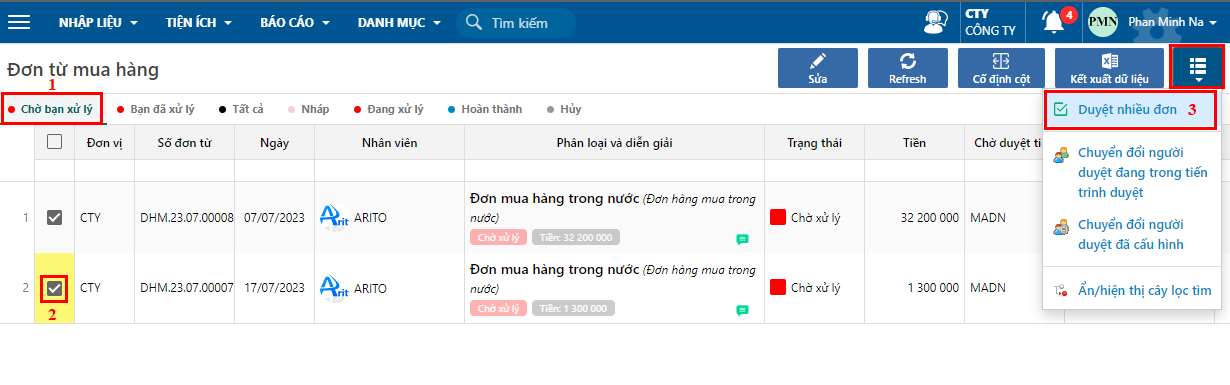 NHẬP LIỆU TIỆN ÍCH BÁO CÁO DANH MỤC Tìm kiếm CTY CÔNG TY 4 PMN Phan Minh Na
Đơn từ mua hàng
Sửa Refresh Cố định cột Kết xuất dữ liệu
1
Chờ bạn xử lý Bạn đã xử lý Tất cả Nháp Đang xử lý Hoàn thành Hủy
Duyệt nhiều đơn 3
Chuyển đổi người
duyệt đang trong tiến
trình duyệt
Chuyển đổi người
duyệt đã cấu hình
Ẩn/hiện thị cây lọc tìm
Đơn vị Số đơn từ Ngày Nhân viên Phân loại và diễn giải Trạng thái Tiền Chờ duyệt ti
1 CTY DHM.23.07.00008 07/07/2023 Arit ARITO
Đơn mua hàng trong nước (Đơn hàng mua trong
nước)
Chờ xử lý Tiền: 32 200 000
Chờ xử lý 32 200 000 MADN
2 CTY DHM.23.07.00007 17/07/2023 Arit ARITO
Đơn mua hàng trong nước (Đơn hàng mua trong
nước)
Chờ xử lý Tiền: 1 300 000
Chờ xử lý 1 300 000 MADN
2